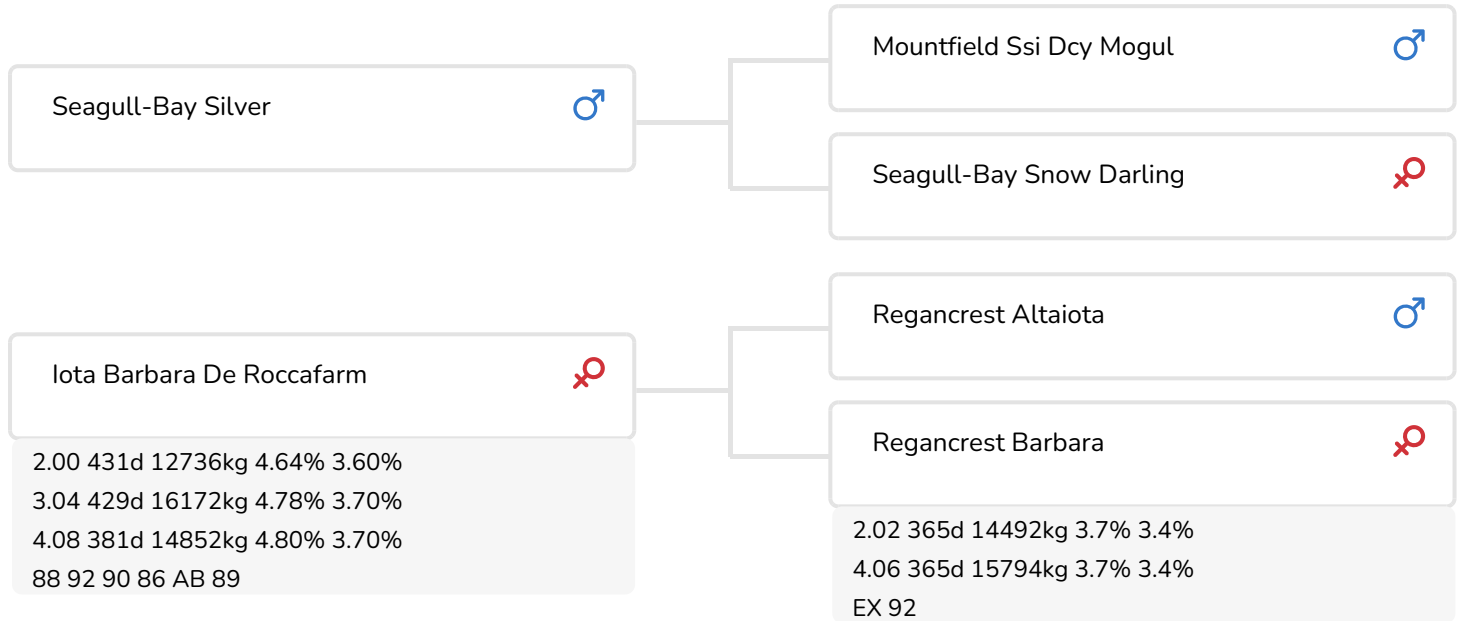 Mountfield Ssi Dcy Mogul
Seagull-Bay Silver
Seagull-Bay Snow Darling
Regancrest Altaiota
Iota Barbara De Roccafarm
Regancrest Barbara
2.00 431d 12736kg 4.64% 3.60%
3.04 429d 16172kg 4.78% 3.70%
4.08 381d 14852kg 4.80% 3.70%
88 92 90 86 AB 89
2.02 365d 14492kg 3.7% 3.4%
4.06 365d 15794kg 3.7% 3.4%
EX 92